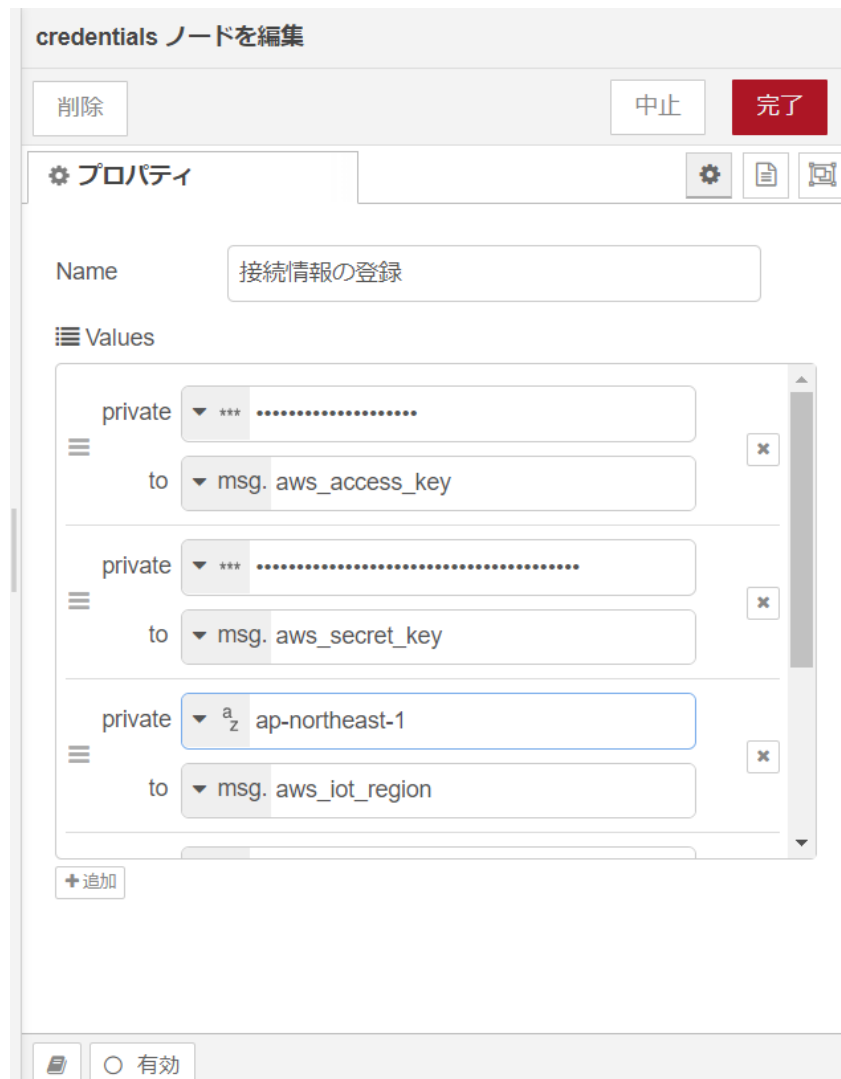 credentials ノードを編集
削除 中止 完了
プロパティ
Name 接続情報の登録
Values
private *** ••••••••••••••••••••
to msg. aws_access_key
private *** ••••••••••••••••••••••••••••••••••••••••
to msg. aws_secret_key
private az ap-northeast-1
to msg. aws_iot_region
+追加
有効